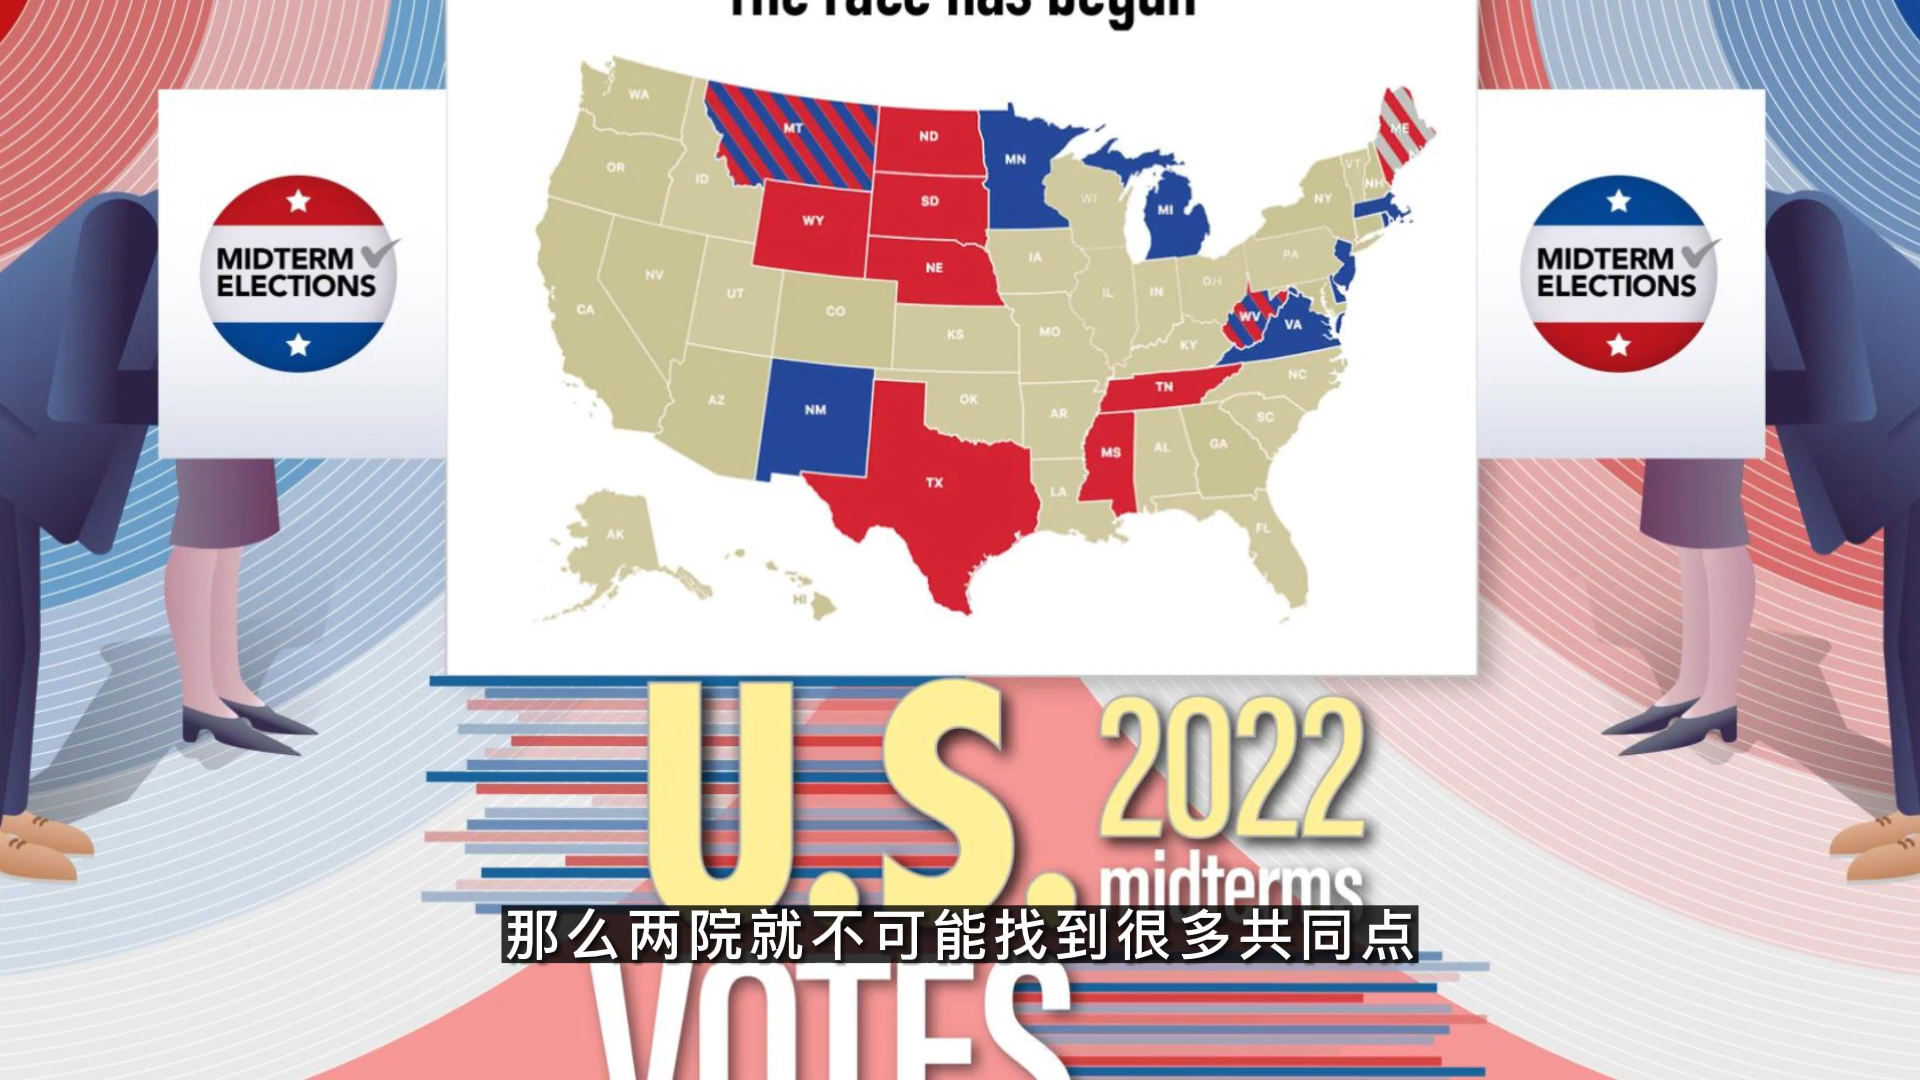 The race has begun
WA
MT
ND
MN
ME
OR
ID
WY
SD
WI
MI
NY
VT
NH
NV
UT
NE
IA
PA
CA
CO
IL
IN
OH
WV
VA
KS
MO
KY
AZ
NM
OK
AR
TN
NC
SC
TX
LA
MS
AL
GA
FL
AK
HI
MIDTERM
ELECTIONS
MIDTERM
ELECTIONS
U.S.
2022
midterms
那么两院就不可能找到很多共同点
VOTES